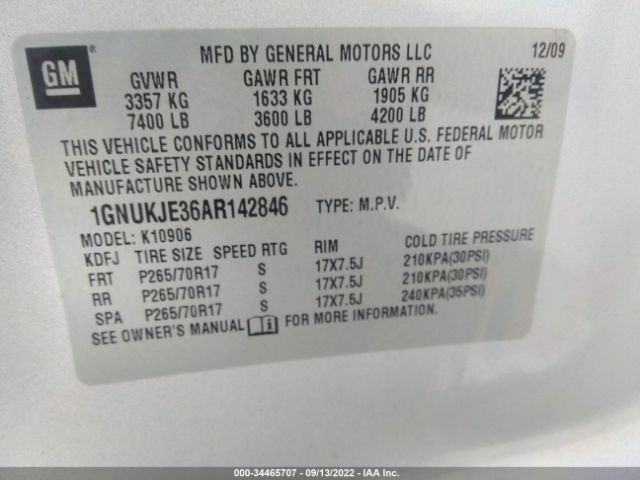 GM ®
MFD BY GENERAL MOTORS LLC 12/09
GVWR GAWR FRT GAWR RR
3357 KG 1633 KG 1905 KG
7400 LB 3600 LB 4200 LB
THIS VEHICLE CONFORMS TO ALL APPLICABLE U.S. FEDERAL MOTOR
VEHICLE SAFETY STANDARDS IN EFFECT ON THE DATE OF
MANUFACTURE SHOWN ABOVE.
1GNUKJE36AR142846 TYPE: M.P.V.
MODEL: K10906
KDFJ TIRE SIZE SPEED RTG RIM COLD TIRE PRESSURE
FRT P265/70R17 S 17X7.5J 210KPA(30PSI)
RR P265/70R17 S 17X7.5J 210KPA(30PSI)
SPA P265/70R17 S 17X7.5J 240KPA(35PSI)
SEE OWNER'S MANUAL FOR MORE INFORMATION.
000-34465707 - 09/13/2022 - IAA Inc.